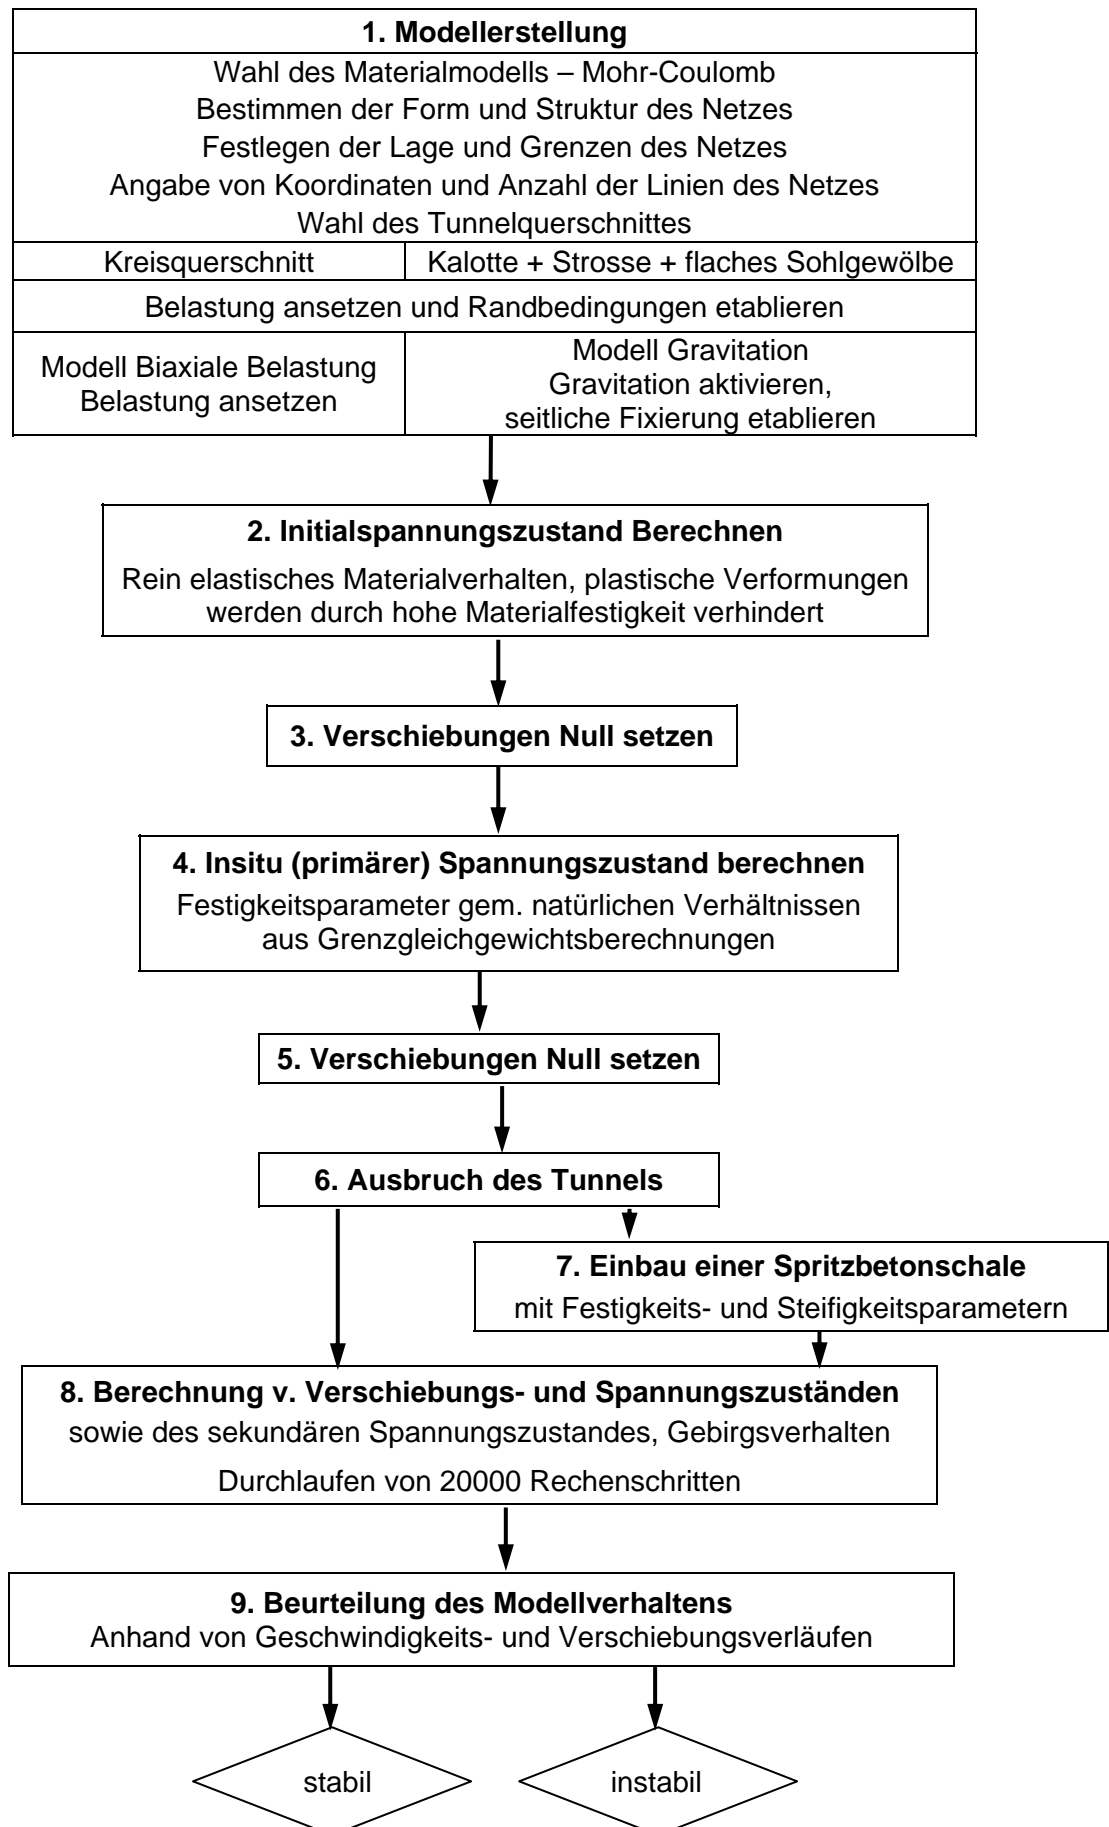 1. Modellerstellung
Wahl des Materialmodells – Mohr-Coulomb
Bestimmen der Form und Struktur des Netzes
Festlegen der Lage und Grenzen des Netzes
Angabe von Koordinaten und Anzahl der Linien des Netzes
Wahl des Tunnelquerschnittes
Kreisquerschnitt
Kalotte + Strosse + flaches Sohlgewölbe
Belastung ansetzen und Randbedingungen etablieren
Modell Biaxiale Belastung
Belastung ansetzen
Modell Gravitation
Gravitation aktivieren,
seitliche Fixierung etablieren
2. Initialspannungszustand Berechnen
Rein elastisches Materialverhalten, plastische Verformungen
werden durch hohe Materialfestigkeit verhindert
3. Verschiebungen Null setzen
4. Insitu (primärer) Spannungszustand berechnen
Festigkeitsparameter gem. natürlichen Verhältnissen
aus Grenzgleichgewichtsberechnungen
5. Verschiebungen Null setzen
6. Ausbruch des Tunnels
7. Einbau einer Spritzbetonschale
mit Festigkeits- und Steifigkeitsparametern
8. Berechnung v. Verschiebungs- und Spannungszuständen
sowie des sekundären Spannungszustandes, Gebirgsverhalten
Durchlaufen von 20000 Rechenschritten
9. Beurteilung des Modellverhaltens
Anhand von Geschwindigkeits- und Verschiebungsverläufen
stabil
instabil